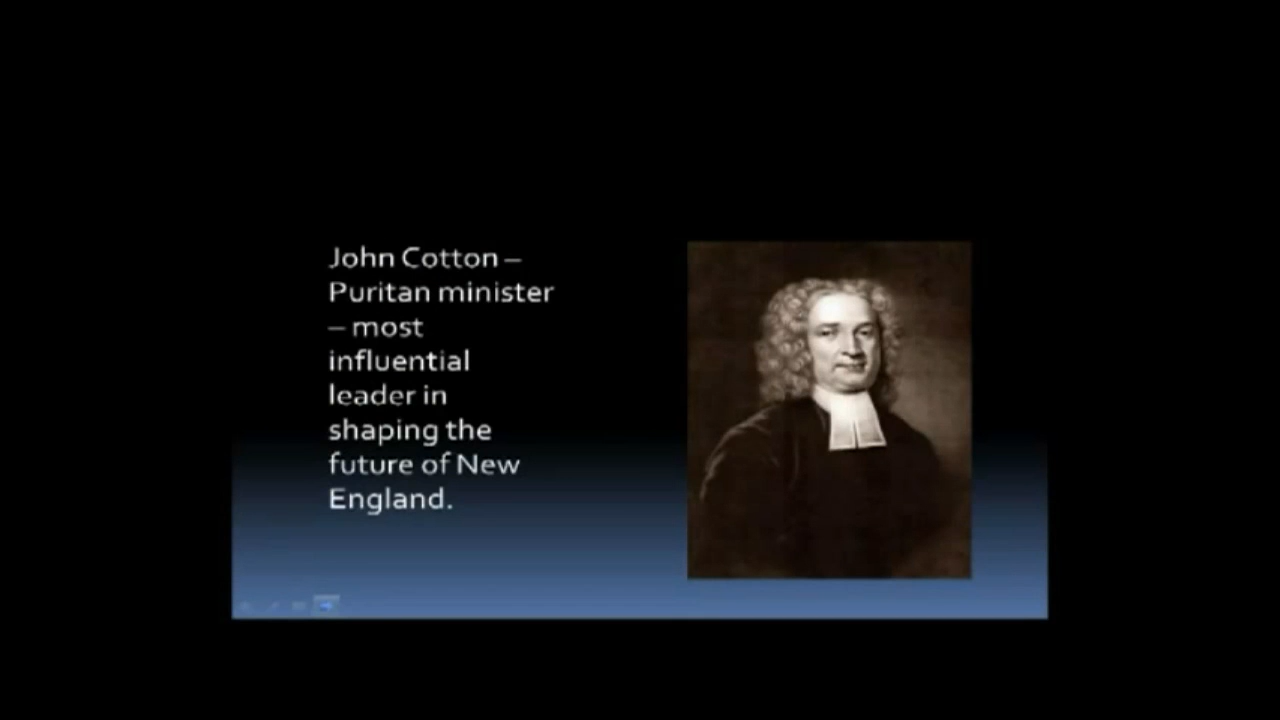 John Cotton –
Puritan minister
– most
influential
leader in
shaping the
future of New
England.